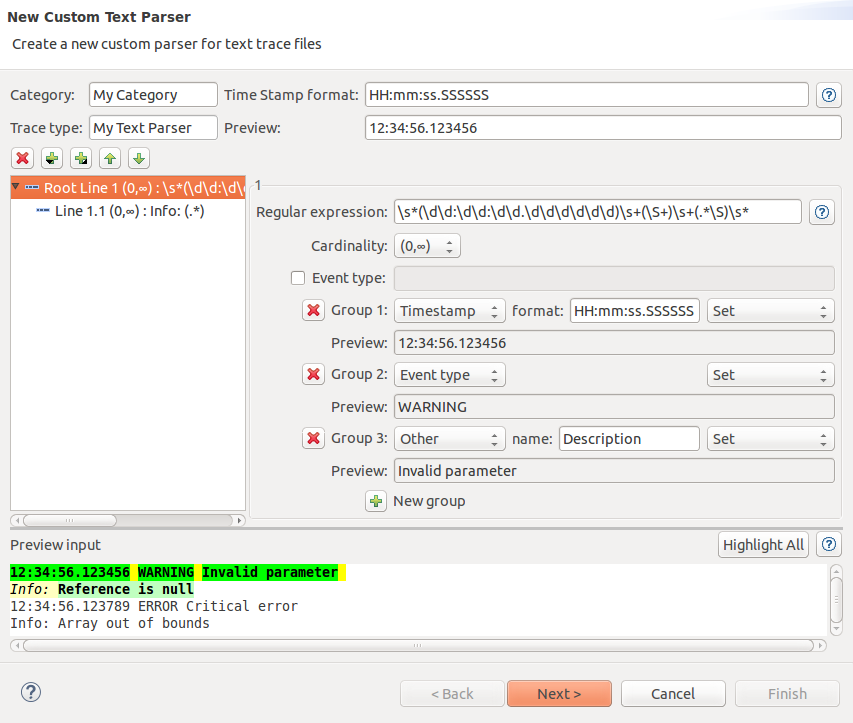 New Custom Text Parser
Create a new custom parser for text trace files
Category: My Category Time Stamp format: HH:mm:ss.SSSSSS
Trace type: My Text Parser Preview: 12:34:56.123456
Root Line 1 (0,∞) : \s*(\d\d:\d\
Line 1.1 (0,∞) : Info: (.*)
1
Regular expression: \s*(\d\d:\d\d:\d\d.\d\d\d\d\d\d)\s+(\S+)\s+(.*\S)\s*
Cardinality: (0,∞)
Event type:
Group 1: Timestamp format: HH:mm:ss.SSSSSS Set
Preview: 12:34:56.123456
Group 2: Event type Set
Preview: WARNING
Group 3: Other name: Description Set
Preview: Invalid parameter
New group
Preview input Highlight All
12:34:56.123456 WARNING Invalid parameter
Info: Reference is null
12:34:56.123789 ERROR Critical error
Info: Array out of bounds
< Back Next > Cancel Finish